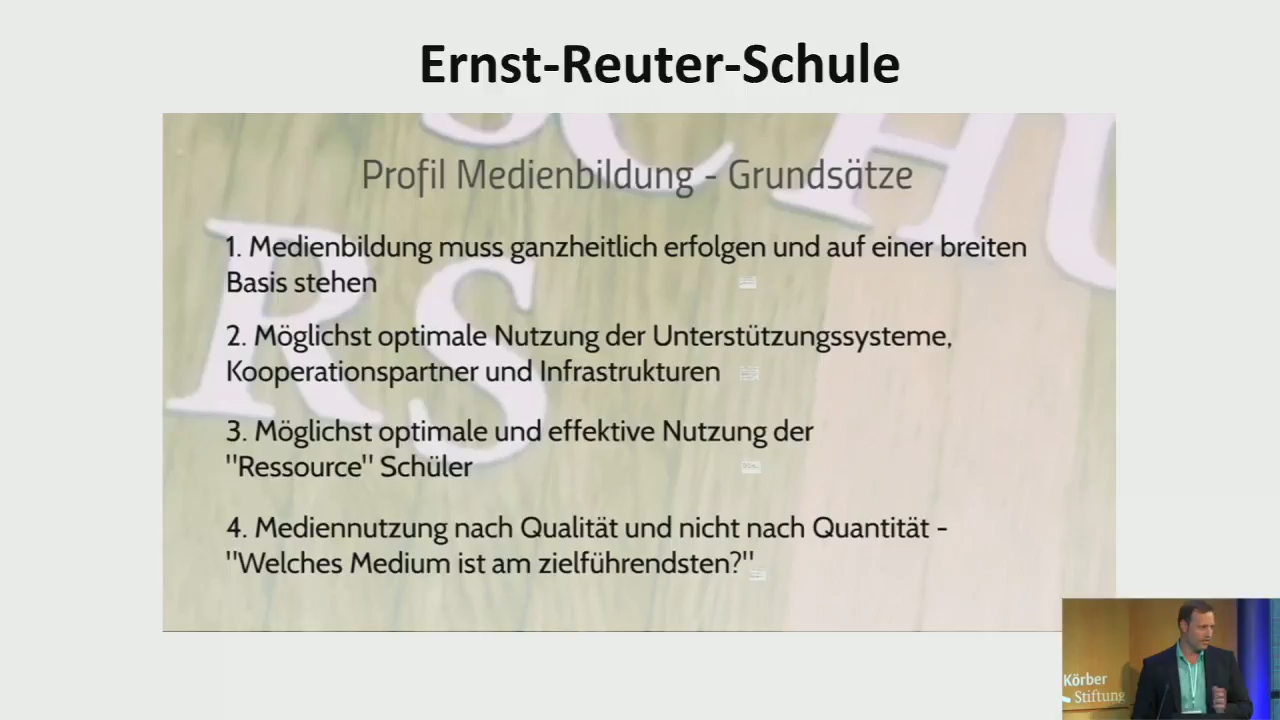 Ernst-Reuter-Schule
Profil Medienbildung - Grundsätze
1. Medienbildung muss ganzheitlich erfolgen und auf einer breiten
Basis stehen
2. Möglichst optimale Nutzung der Unterstützungssysteme,
Kooperationspartner und Infrastrukturen
3. Möglichst optimale und effektive Nutzung der
"Ressource" Schüler
4. Mediennutzung nach Qualität und nicht nach Quantität -
"Welches Medium ist am zielführendsten?"
SCHU
RS
Körber
Stiftung